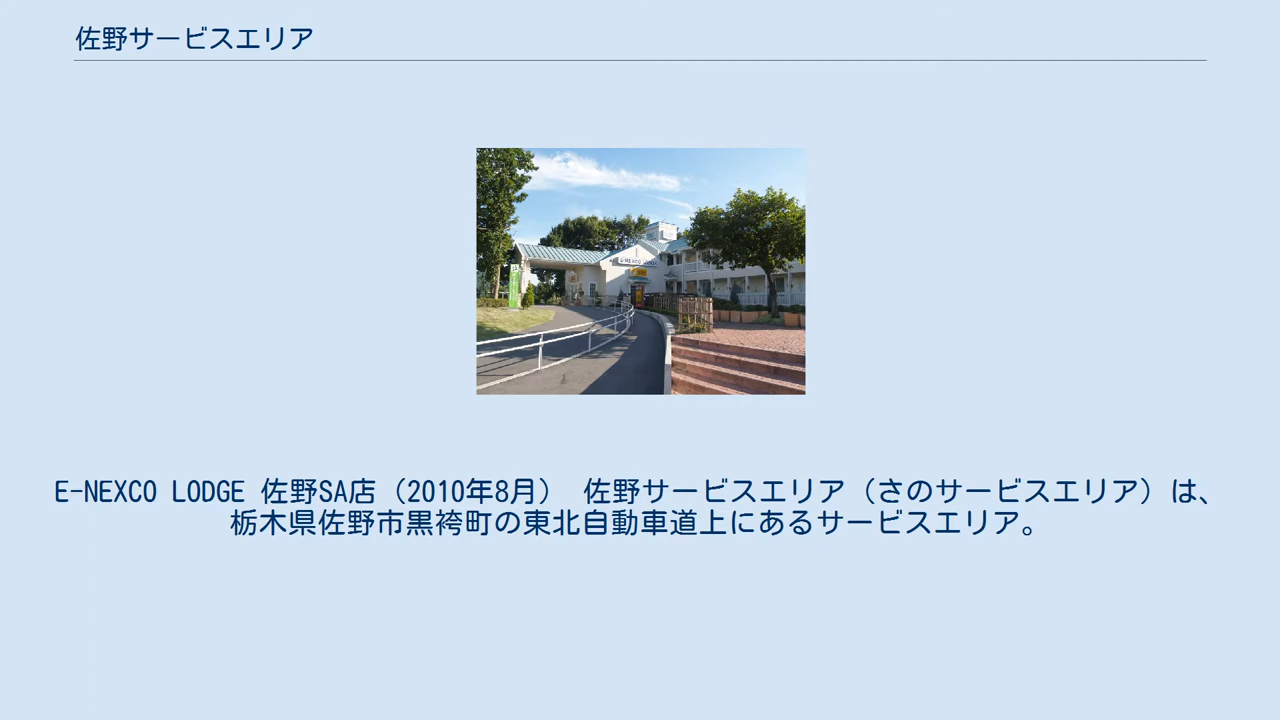 佐野サービスエリア
E-NEXCO LODGE
E-NEXCO LODGE 佐野SA店（2010年8月） 佐野サービスエリア（さのサービスエリア）は、
栃木県佐野市黒袴町の東北自動車道上にあるサービスエリア。